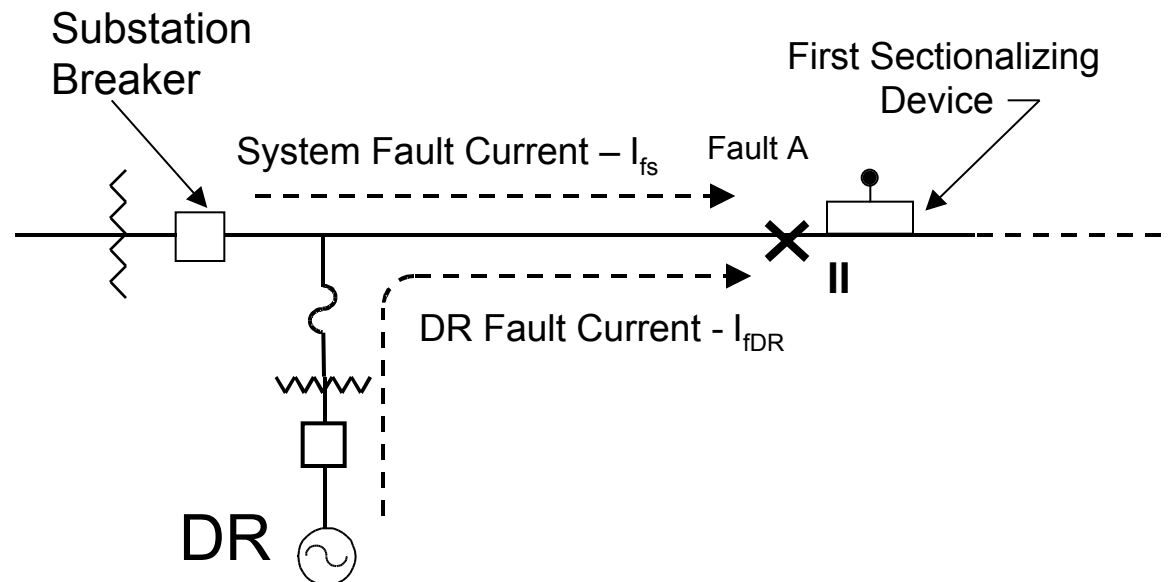 Substation
Breaker
First Sectionalizing
Device
System Fault Current – Ifs
Fault A
II
DR Fault Current - IfDR
DR